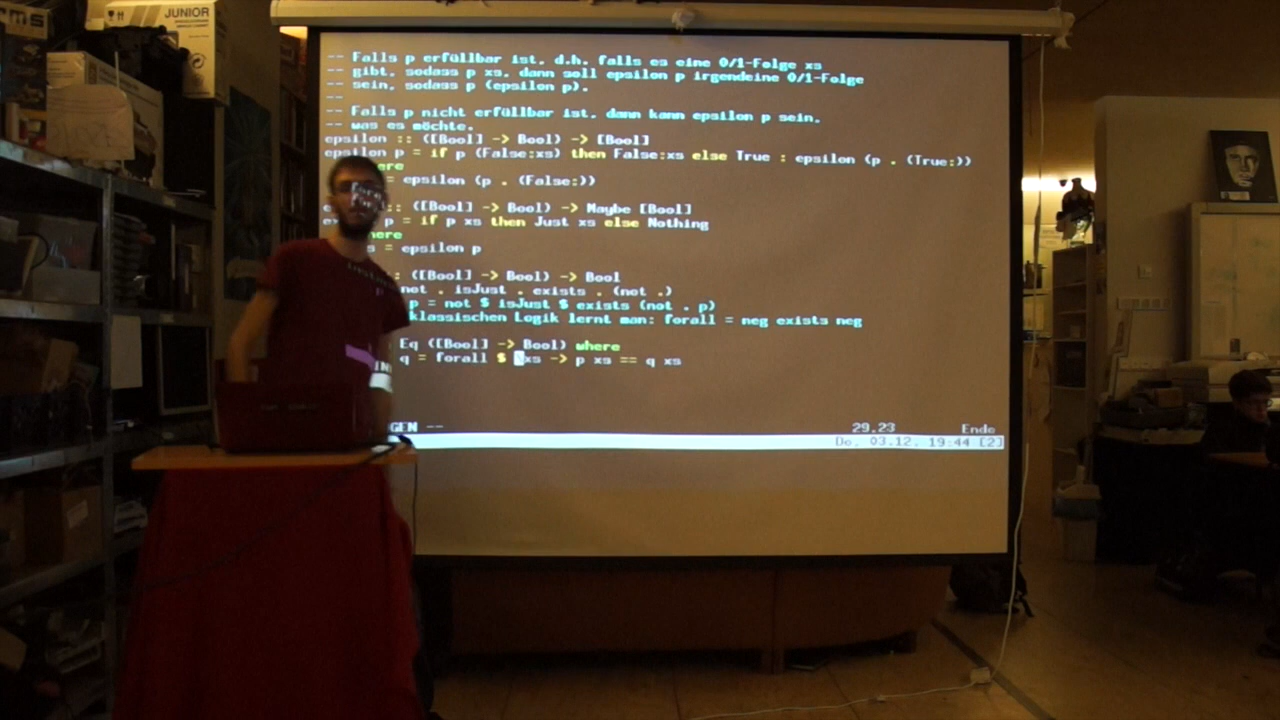 JUNIOR
-- Falls p erfüllbar ist, d.h. falls es eine 0/1-Folge xs
-- gibt, sodass p xs, dann soll epsilon p irgendeine 0/1-Folge
-- sein, sodass p (epsilon p).
--
-- Falls p nicht erfüllbar ist, dann kann epsilon p sein,
-- was es möchte.
epsilon :: ([Bool] -> Bool) -> [Bool]
epsilon p = if p (False:xs) then False:xs else True : epsilon (p . (True:))
= epsilon (p . (False:))
:: ([Bool] -> Bool) -> Maybe [Bool]
p = if p xs then Just xs else Nothing
= epsilon p
: ([Bool] -> Bool) -> Bool
not . isJust . exists . (not .)
p = not $ isJust $ exists (not . p)
klassischen Logik lernt man: forall = neg exists neg
Eq ([Bool] -> Bool) where
q = forall $ \xs -> p xs == q xs
GEN -- 29,23 Ende
Do, 03.12. 19:44 [2]